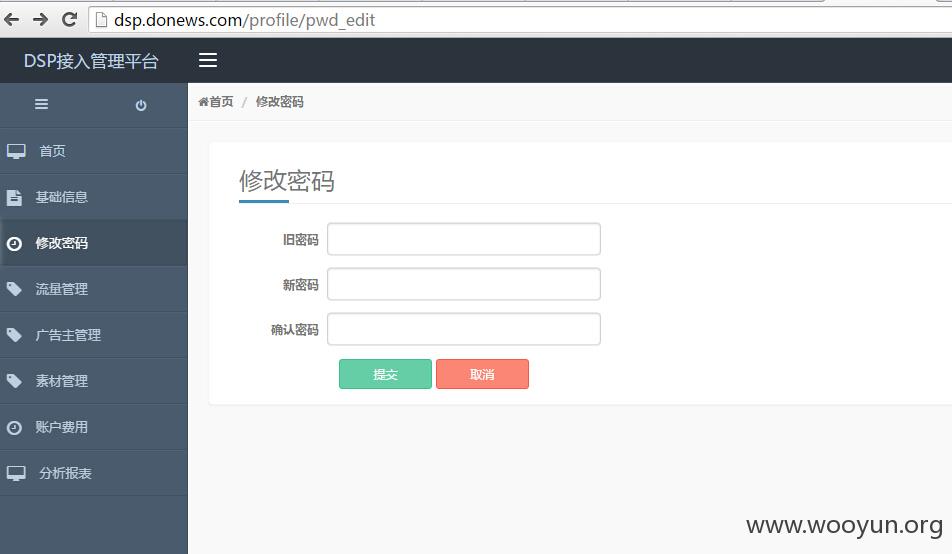 dsp.donews.com/profile/pwd_edit
DSP接入管理平台
首页 / 修改密码
首页
基础信息
修改密码
流量管理
广告主管理
素材管理
账户费用
分析报表
修改密码
旧密码
新密码
确认密码
提交 取消
www.wooyun.org